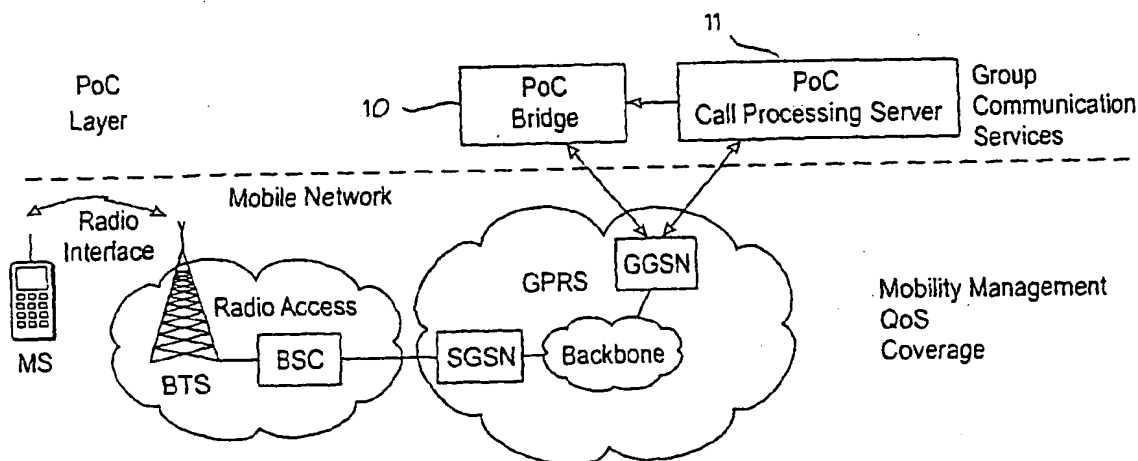 11
PoC
Layer
10
PoC
Bridge
PoC
Call Processing Server
Group
Communication
Services
Mobile Network
Radio
Interface
MS
BTS
Radio Access
BSC
GPRS
GGSN
SGSN
Backbone
Mobility Management
QoS
Coverage